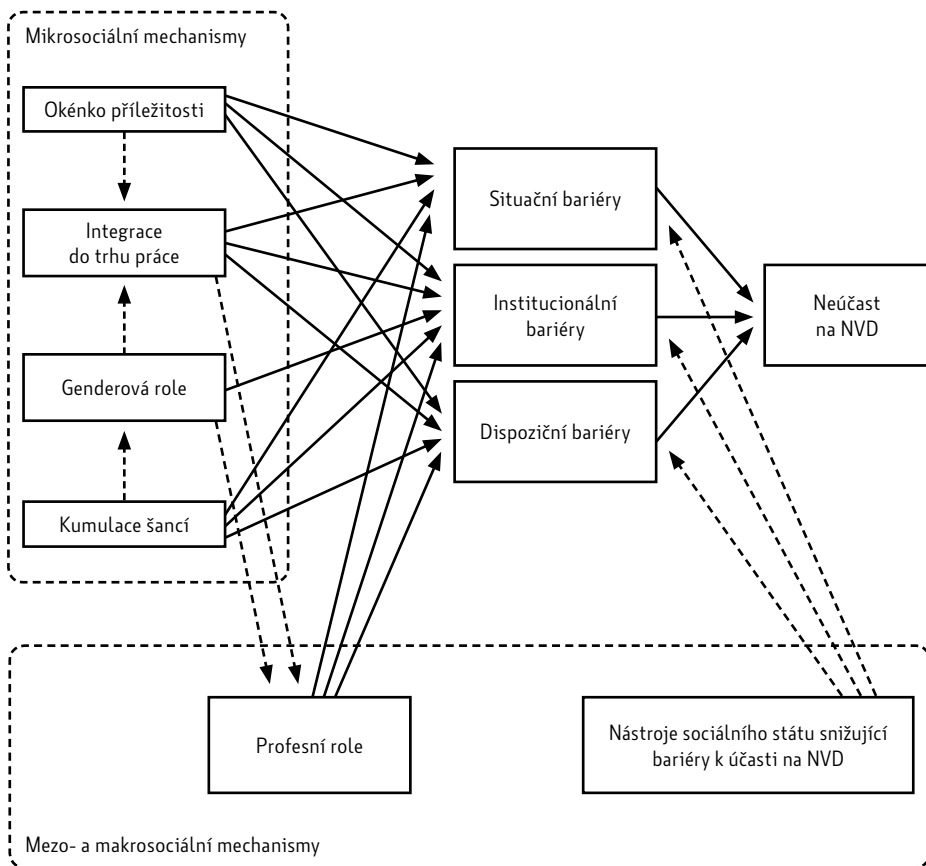 Mikrosociální mechanismy
Okénko příležitosti
Integrace
do trhu práce
Genderová role
Kumulace šancí
Situační bariéry
Institucionální
bariéry
Dispoziční bariéry
Neúčast
na NVD
Profesní role
Nástroje sociálního státu snižující
bariéry k účasti na NVD
Mezo- a makrosociální mechanismy